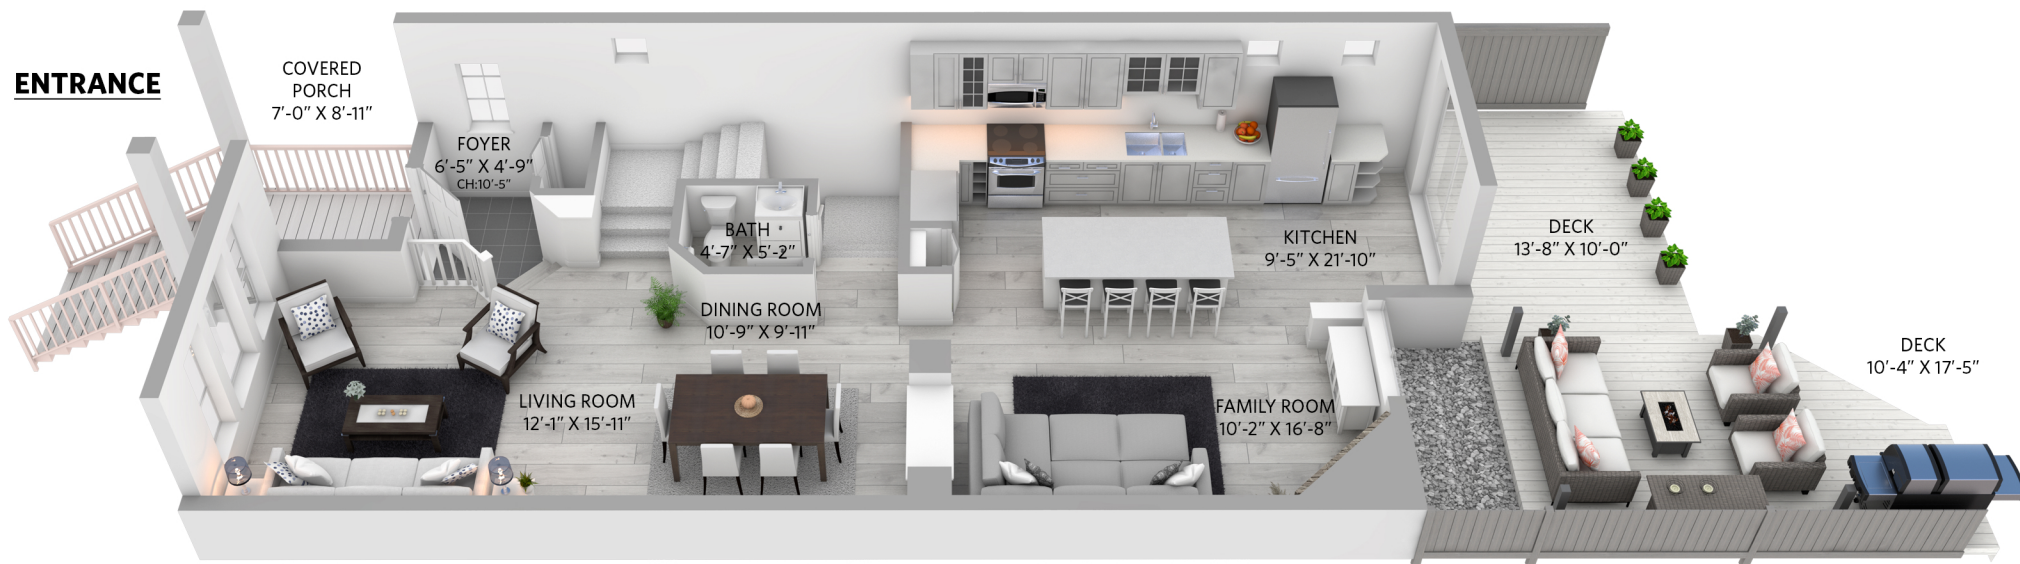 ENTRANCE
COVERED
PORCH
7'-0" X 8'-11"
FOYER
6'-5" X 4'-9"
CH:10'-5"
BATH
4'-7" X 5'-2"
DINING ROOM
10'-9" X 9'-11"
LIVING ROOM
12'-1" X 15'-11"
KITCHEN
9'-5" X 21'-10"
FAMILY ROOM
10'-2" X 16'-8"
DECK
13'-8" X 10'-0"
DECK
10'-4" X 17'-5"